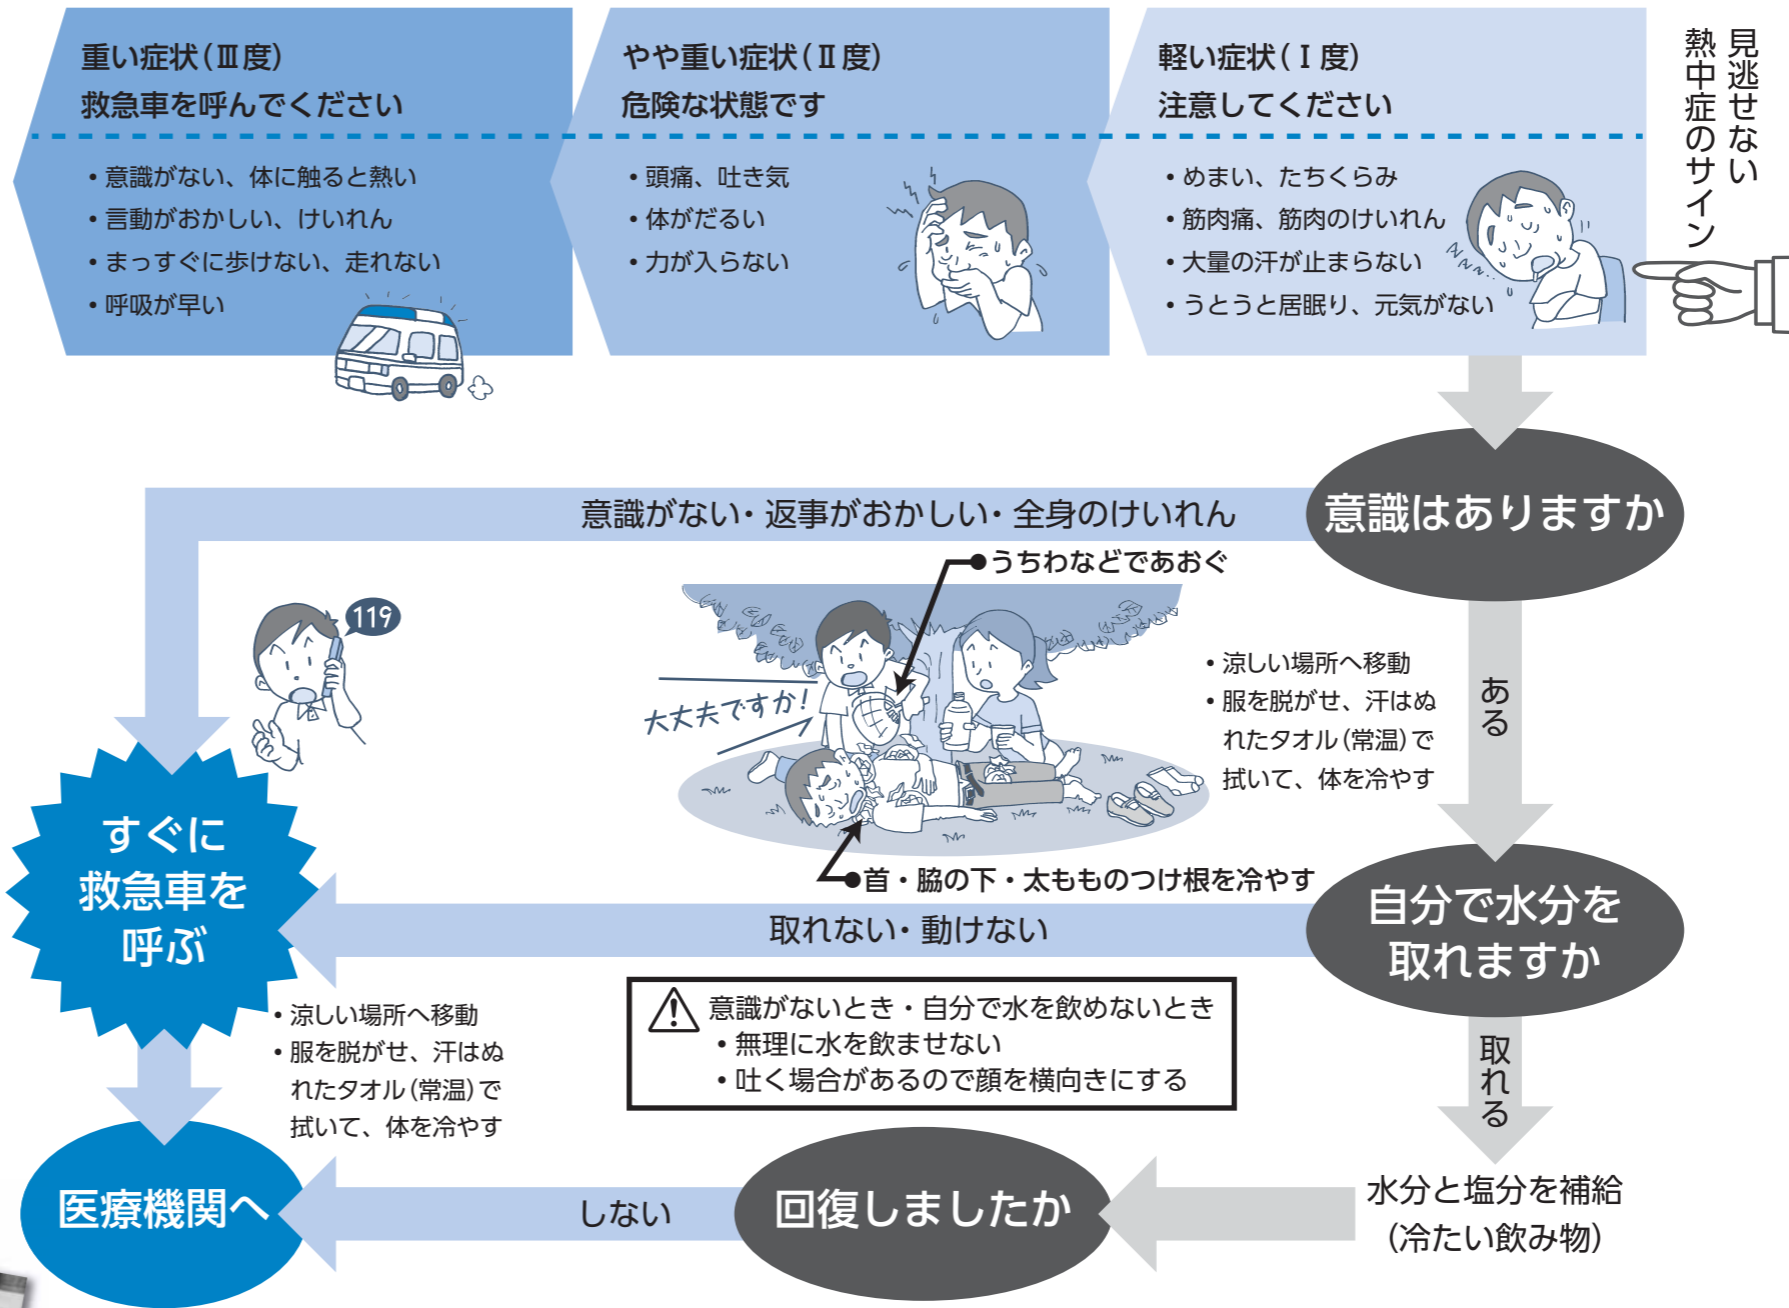 見逃せない
熱中症のサイン
軽い症状(Ⅰ度)
注意してください
・めまい、たちくらみ
・筋肉痛、筋肉のけいれん
・大量の汗が止まらない
・うとうと居眠り、元気がない
やや重い症状(Ⅱ度)
危険な状態です
・頭痛、吐き気
・体がだるい
・力が入らない
重い症状(Ⅲ度)
救急車を呼んでください
・意識がない、体に触ると熱い
・言動がおかしい、けいれん
・まっすぐに歩けない、走れない
・呼吸が早い
意識はありますか
意識がない・返事がおかしい・全身のけいれん
119
うちわなどであおぐ
大丈夫ですか!
首・脇の下・太もものつけ根を冷やす
・涼しい場所へ移動
・服を脱がせ、汗はぬ
れたタオル(常温)で
拭いて、体を冷やす
ある
自分で水分を
取れますか
取れない・動けない
すぐに
救急車を
呼ぶ
・涼しい場所へ移動
・服を脱がせ、汗はぬ
れたタオル(常温)で
拭いて、体を冷やす
意識がないとき・自分で水を飲めないとき
・無理に水を飲ませない
・吐く場合があるので顔を横向きにする
取れる
水分と塩分を補給
(冷たい飲み物)
回復しましたか
しない
医療機関へ